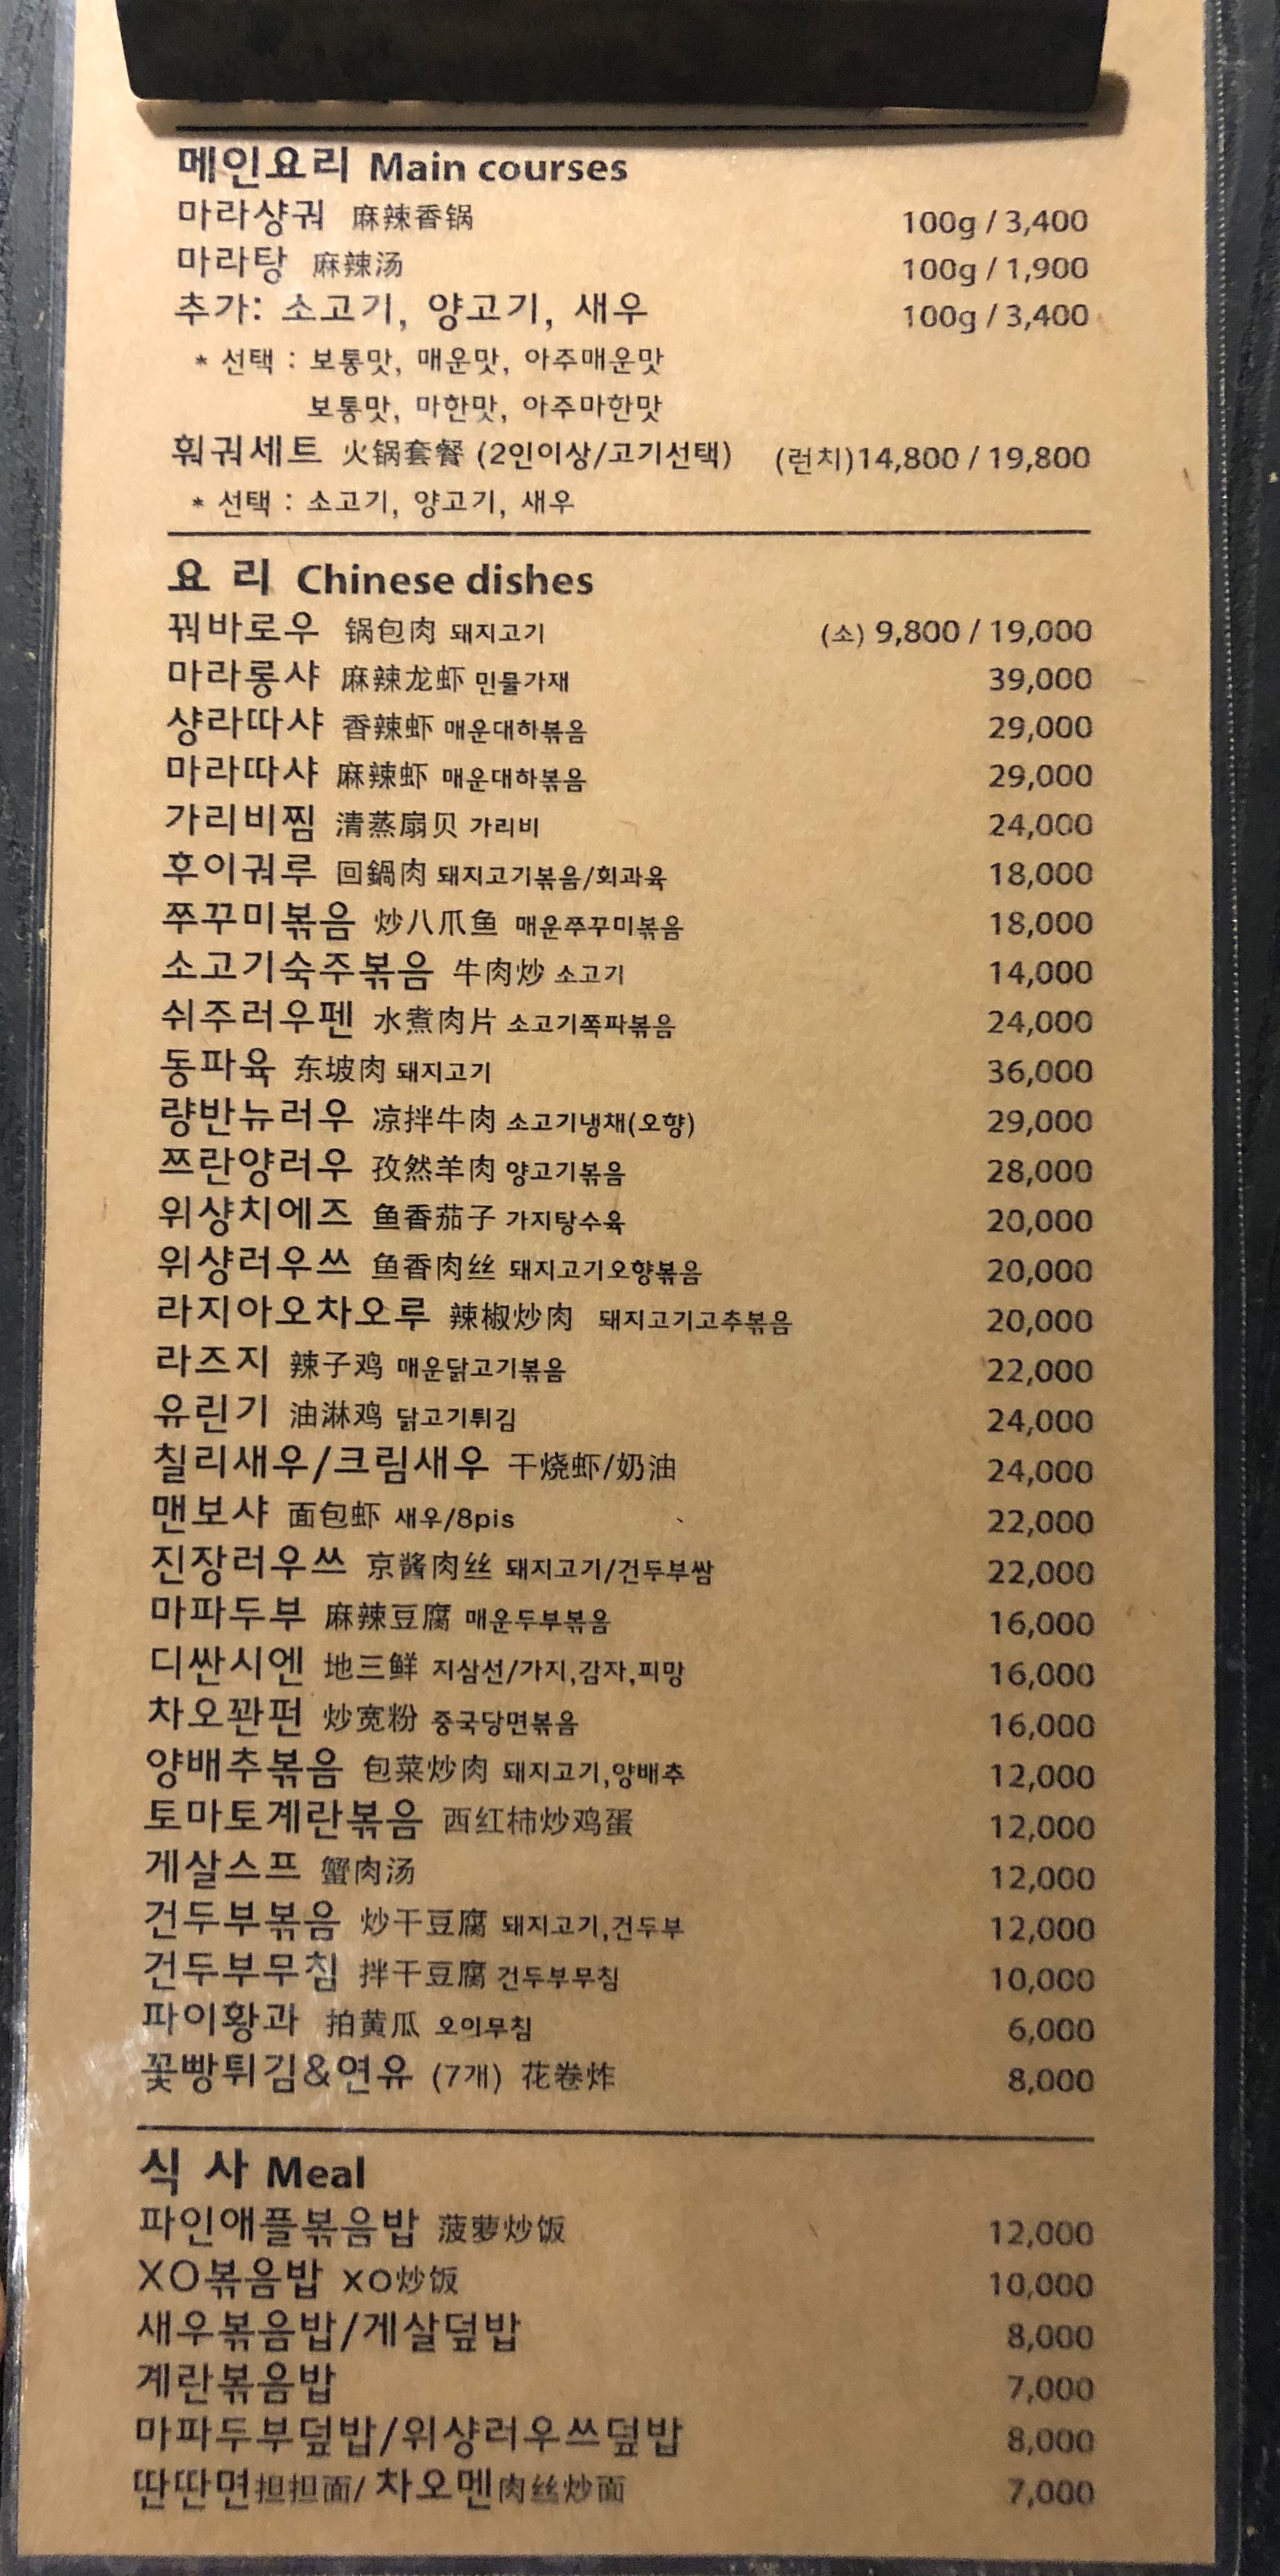 메인요리 Main courses
마라샹궈 麻辣香锅 100g / 3,400
마라탕 麻辣汤 100g / 1,900
추가: 소고기, 양고기, 새우 100g / 3,400
* 선택 : 보통맛, 매운맛, 아주매운맛
보통맛, 마한맛, 아주마한맛
훠궈세트 火锅套餐 (2인이상/고기선택) (런치)14,800 / 19,800
* 선택 : 소고기, 양고기, 새우
요 리 Chinese dishes
꿔바로우 锅包肉 돼지고기 (소) 9,800 / 19,000
마라롱샤 麻辣龙虾 민물가재 39,000
샹라따샤 香辣虾 매운대하볶음 29,000
마라따샤 麻辣虾 매운대하볶음 29,000
가리비찜 清蒸扇贝 가리비 24,000
후이궈루 回鍋肉 돼지고기볶음/회과육 18,000
쭈꾸미볶음 炒八爪鱼 매운쭈꾸미볶음 18,000
소고기숙주볶음 牛肉炒 소고기 14,000
쉬주러우펜 水煮肉片 소고기쪽파볶음 24,000
동파육 东坡肉 돼지고기 36,000
량반뉴러우 凉拌牛肉 소고기냉채(오향) 29,000
쯔란양러우 孜然羊肉 양고기볶음 28,000
위샹치에즈 鱼香茄子 가지탕수육 20,000
위샹러우쓰 鱼香肉丝 돼지고기오향볶음 20,000
라지아오차오루 辣椒炒肉 돼지고기고추볶음 20,000
라즈지 辣子鸡 매운닭고기볶음 22,000
유린기 油淋鸡 닭고기튀김 24,000
칠리새우/크림새우 干烧虾/奶油 24,000
맨보샤 面包虾 새우/8pis 22,000
진장러우쓰 京酱肉丝 돼지고기/건두부쌈 22,000
마파두부 麻辣豆腐 매운두부볶음 16,000
디싼시엔 地三鲜 지삼선/가지,감자,피망 16,000
차오꽌펀 炒宽粉 중국당면볶음 16,000
양배추볶음 包菜炒肉 돼지고기,양배추 12,000
토마토계란볶음 西红柿炒鸡蛋 12,000
게살스프 蟹肉汤 12,000
건두부볶음 炒干豆腐 돼지고기,건두부 12,000
건두부무침 拌干豆腐 건두부무침 10,000
파이황과 拍黄瓜 오이무침 6,000
꽃빵튀김&연유 (7개) 花卷炸 8,000
식 사 Meal
파인애플볶음밥 菠萝炒饭 12,000
XO볶음밥 XO炒饭 10,000
새우볶음밥/게살덮밥 8,000
계란볶음밥 7,000
마파두부덮밥/위샹러우쓰덮밥 8,000
딴딴면担担面/ 차오멘肉丝炒面 7,000